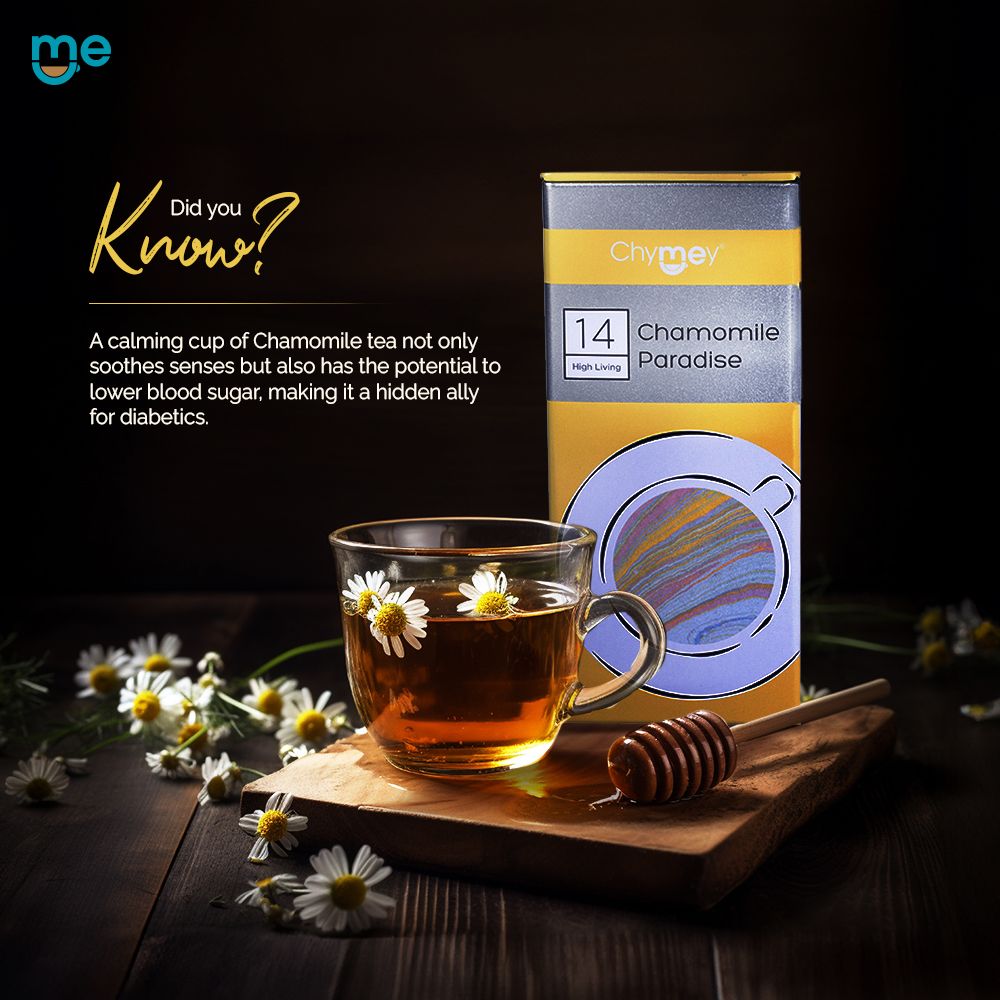 me
Did you
Know?
A calming cup of Chamomile tea not only
soothes senses but also has the potential to
lower blood sugar, making it a hidden ally
for diabetics.
Chymey
14
High Living
Chamomile
Paradise